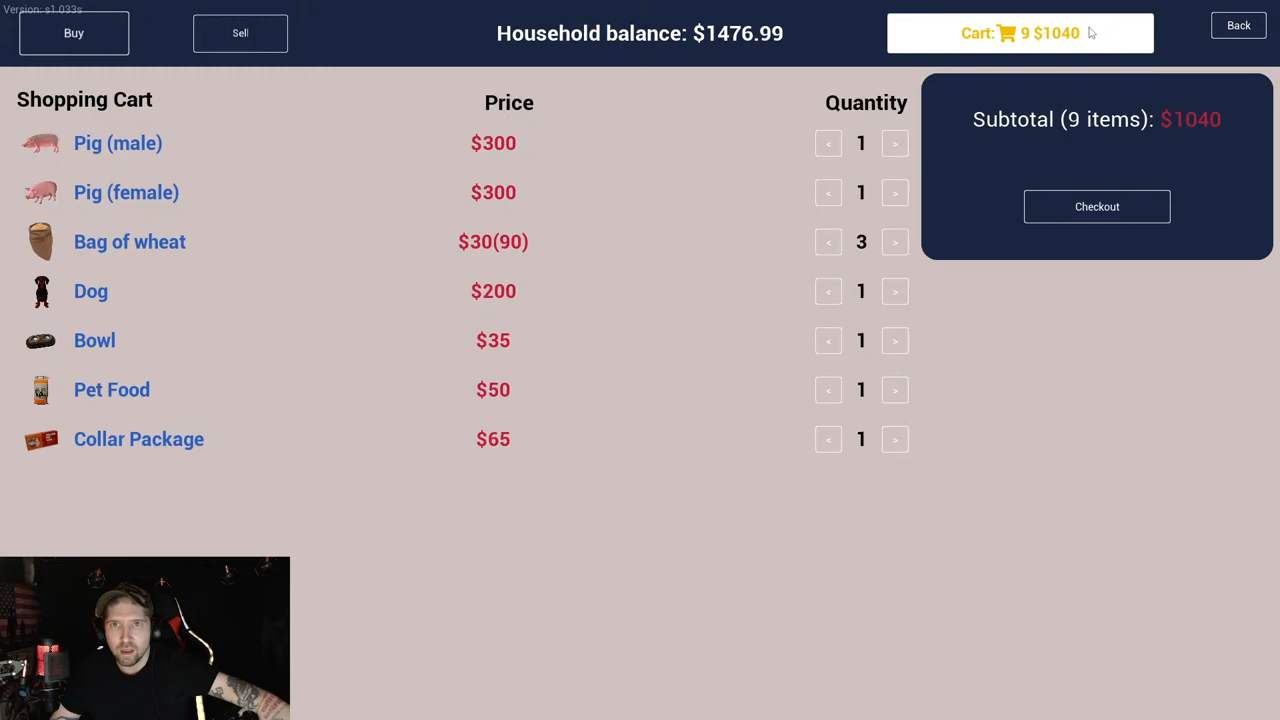 Version: s1.033s
Buy
Sell
Household balance: $1476.99
Cart: 9 $1040
Back
Shopping Cart
Price
Quantity
Pig (male)
$300
< 1 >
Pig (female)
$300
< 1 >
Bag of wheat
$30(90)
< 3 >
Dog
$200
< 1 >
Bowl
$35
< 1 >
Pet Food
$50
< 1 >
Collar Package
$65
< 1 >
Subtotal (9 items): $1040
Checkout